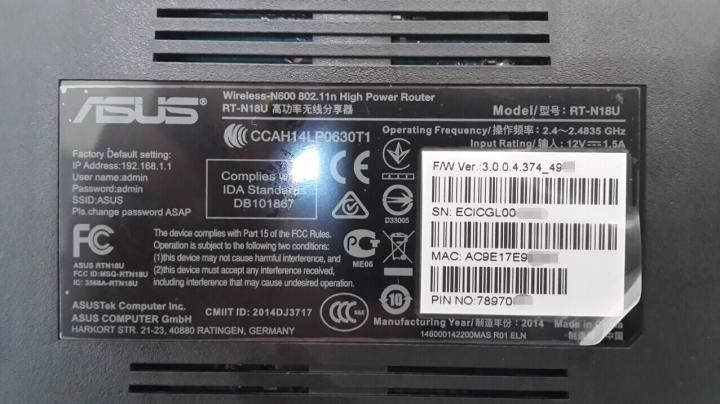 ASUS
Wireless-N600 802.11n High Power Router
RT-N18U 高功率无线分享器
Model/型号: RT-N18U
CCAH14LP0630T1
Operating Frequency/操作频率: 2.4~2.4835 GHz
Input Rating/输入: 12V 1.5A
Factory Default setting:
IP Address:192.168.1.1
User name:admin
Password:admin
SSID:ASUS
Pls.change password ASAP
Complies with
IDA Standards
DB101867
CE
D33005
F/W Ver.:3.0.0.4.374_49
SN: ECICGL00
MAC: AC9E17E9
PIN NO:78970
FC
ASUS RTN18U
FCC ID:MSQ-RTN18U
IC: 3568A-RTN18U
The device complies with Part 15 of the FCC Rules.
Operation is subject to the following two conditions:
(1)this device may not cause harmful interference, and
(2)this device must accept any interference received,
including interference that may cause undesired operation.
ME06
10
ASUSTek Computer Inc.
ASUS COMPUTER GmbH
HARKORT STR. 21-23, 40880 RATINGEN, GERMANY
CMIIT ID: 2014DJ3717
CCC S&E
Manufacturing Year/制造年份: 2014 Made in China
146000142200MAS R01 ELN
中国